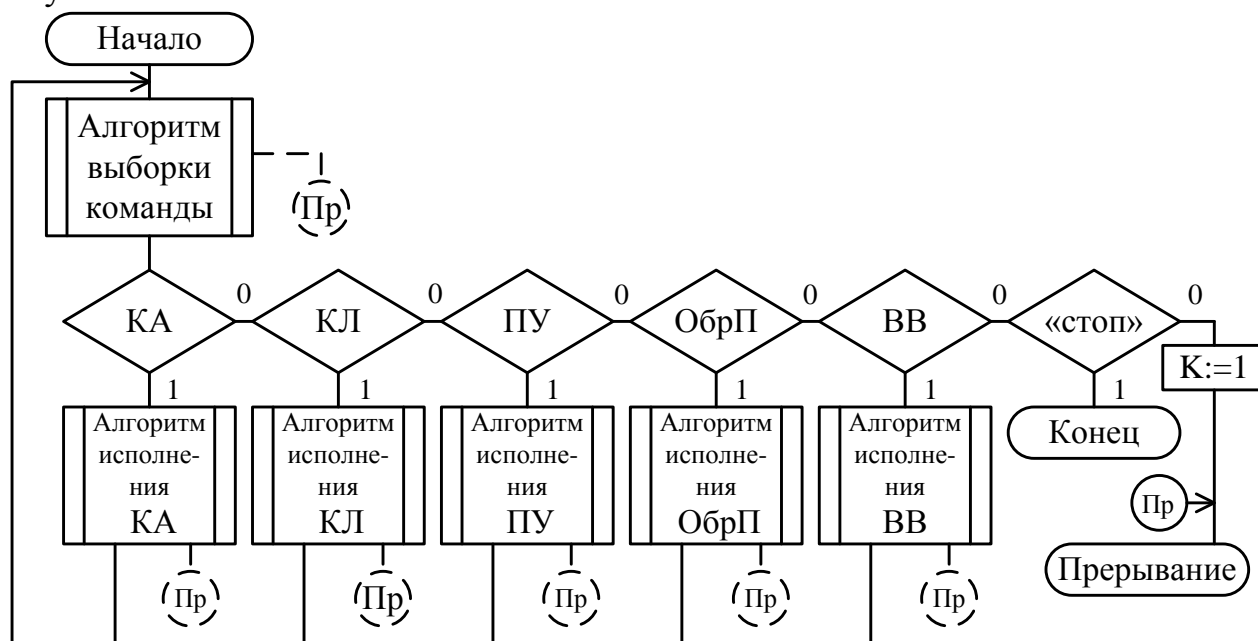 Начало
Алгоритм
выборки
команды
Пр
КА
0
КЛ
0
ПУ
0
ОбрП
0
ВВ
0
«стоп»
0
K:=1
1
1
1
1
1
1
Алгоритм
исполне-
ния
КА
Алгоритм
исполне-
ния
КЛ
Алгоритм
исполне-
ния
ПУ
Алгоритм
исполне-
ния
ОбрП
Алгоритм
исполне-
ния
ВВ
Конец
Пр
Прерывание
Пр
Пр
Пр
Пр
Пр